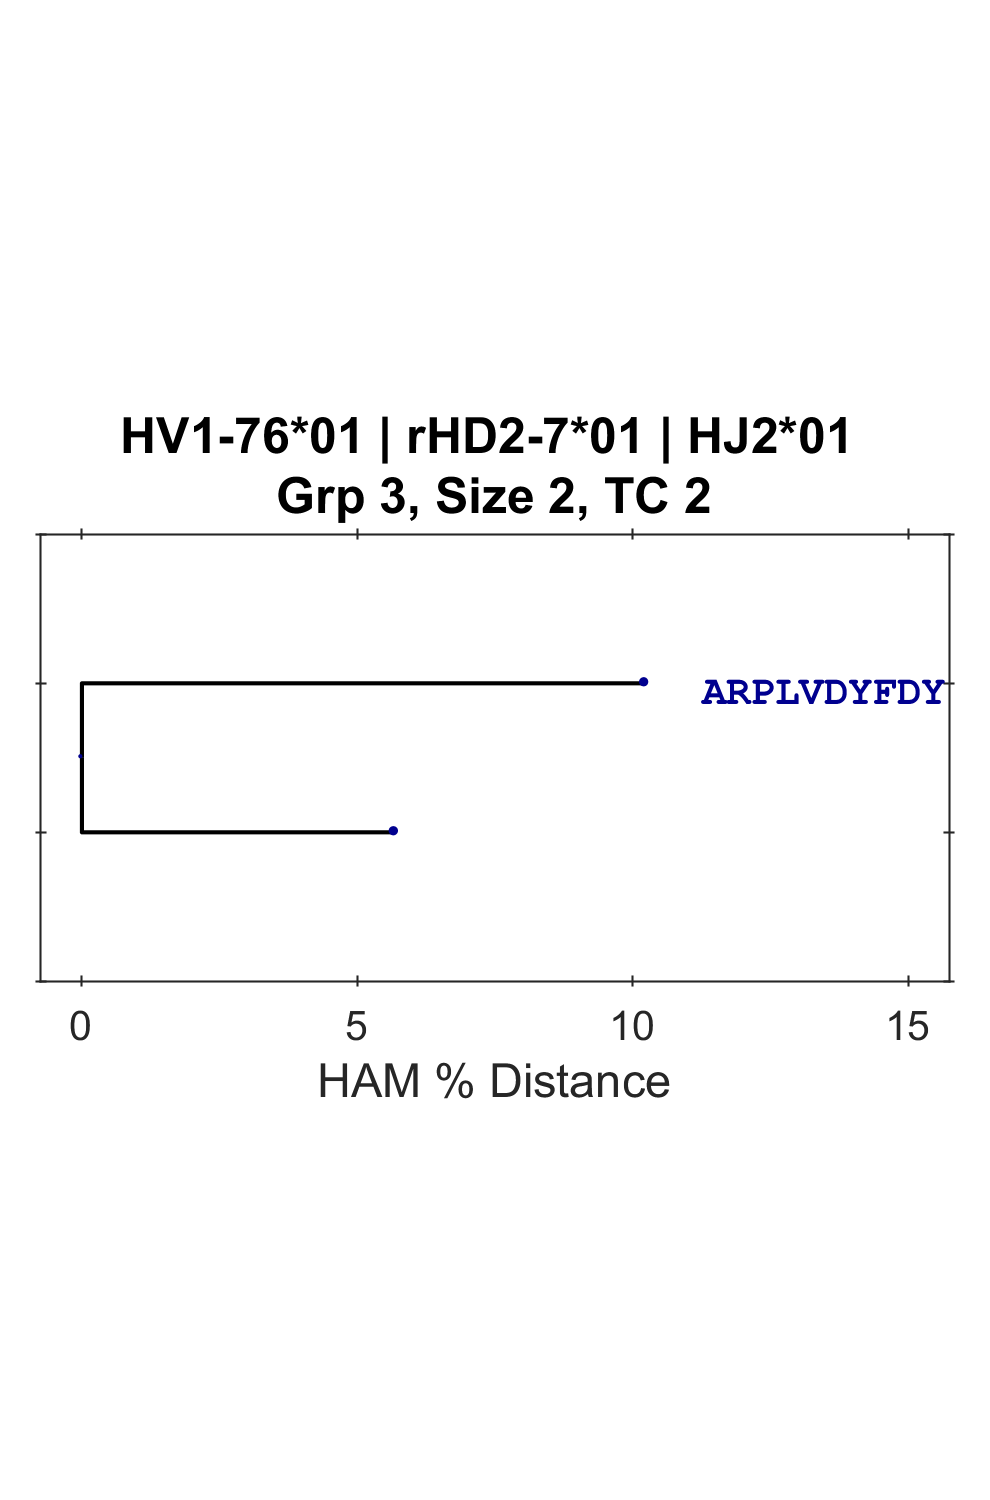 HV1-76*01 | rHD2-7*01 | HJ2*01
Grp 3, Size 2, TC 2
ARPLVDYFDY
0 5 10 15
HAM % Distance